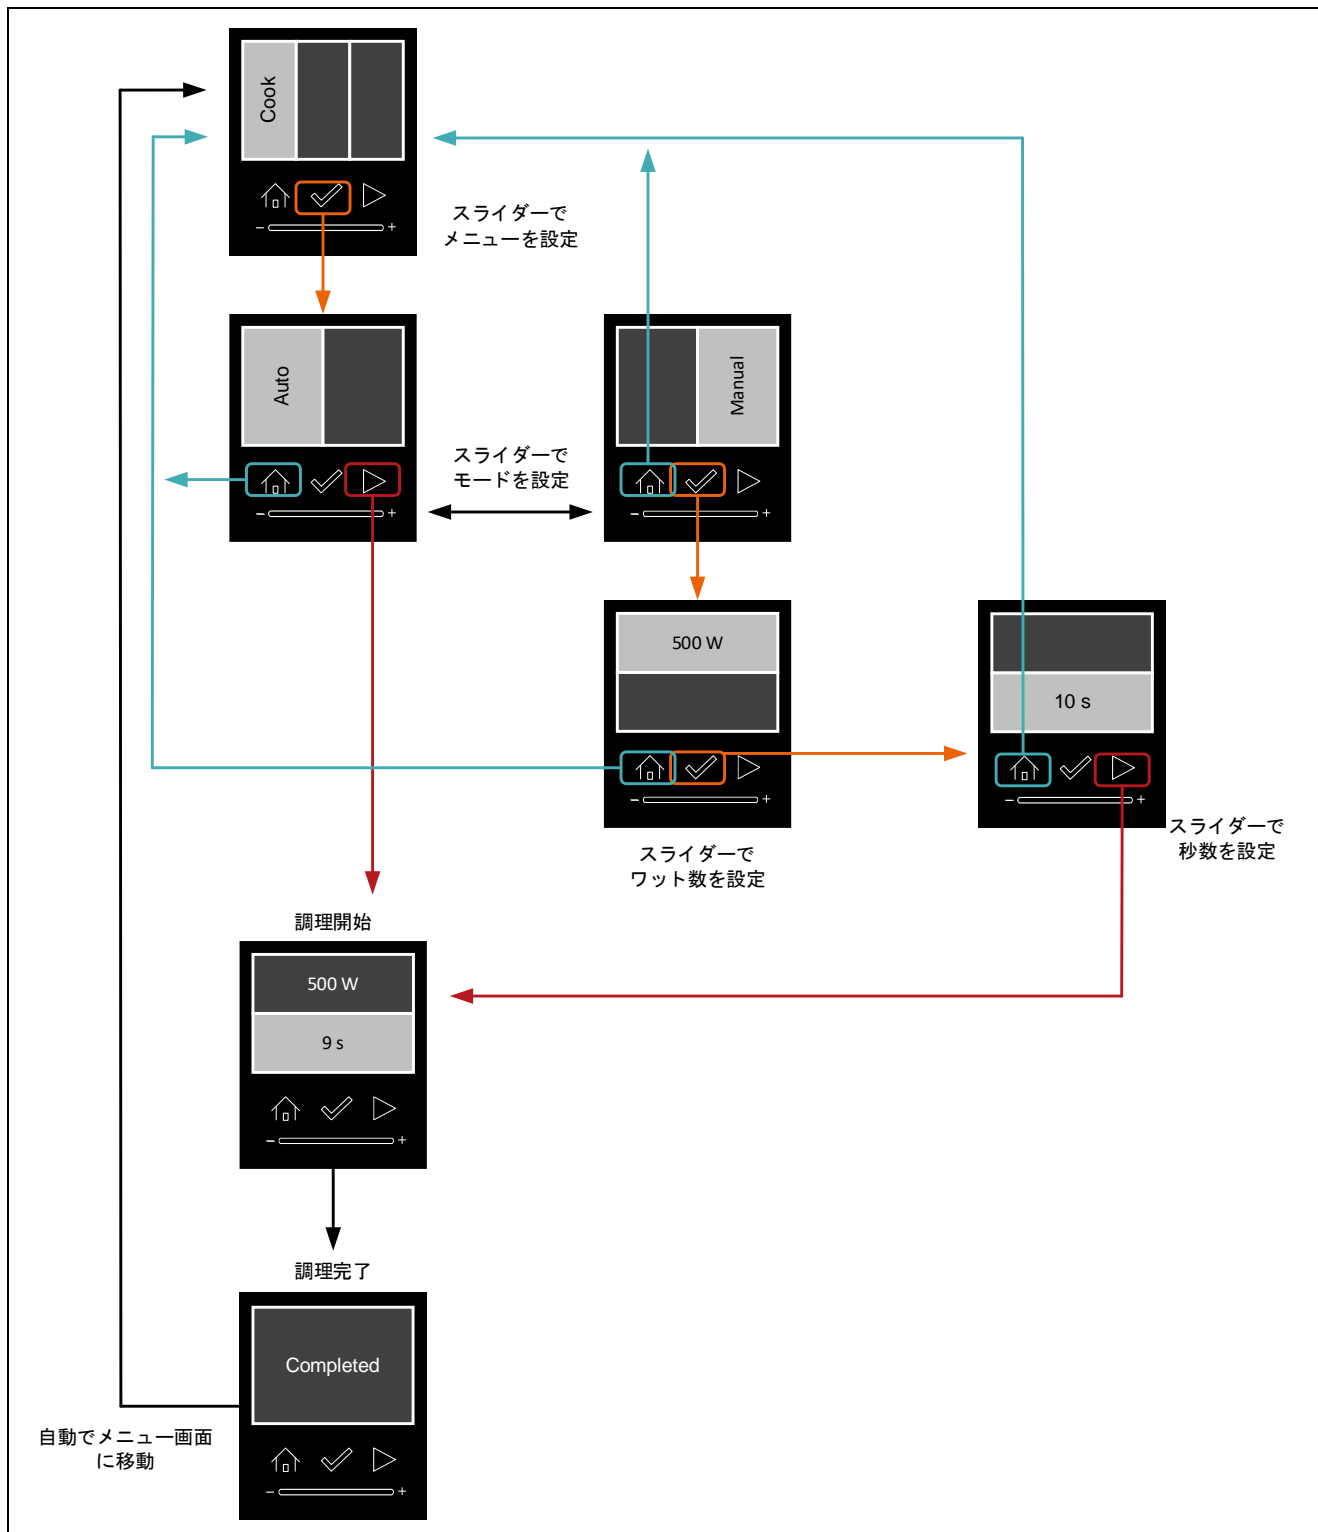 Cook
- +
スライダーで
メニューを設定
Auto
- +
スライダーで
モードを設定
Manual
- +
500 W
- +
スライダーで
ワット数を設定
10 s
- +
スライダーで
秒数を設定
調理開始
500 W
9 s
- +
調理完了
Completed
- +
自動でメニュー画面
に移動